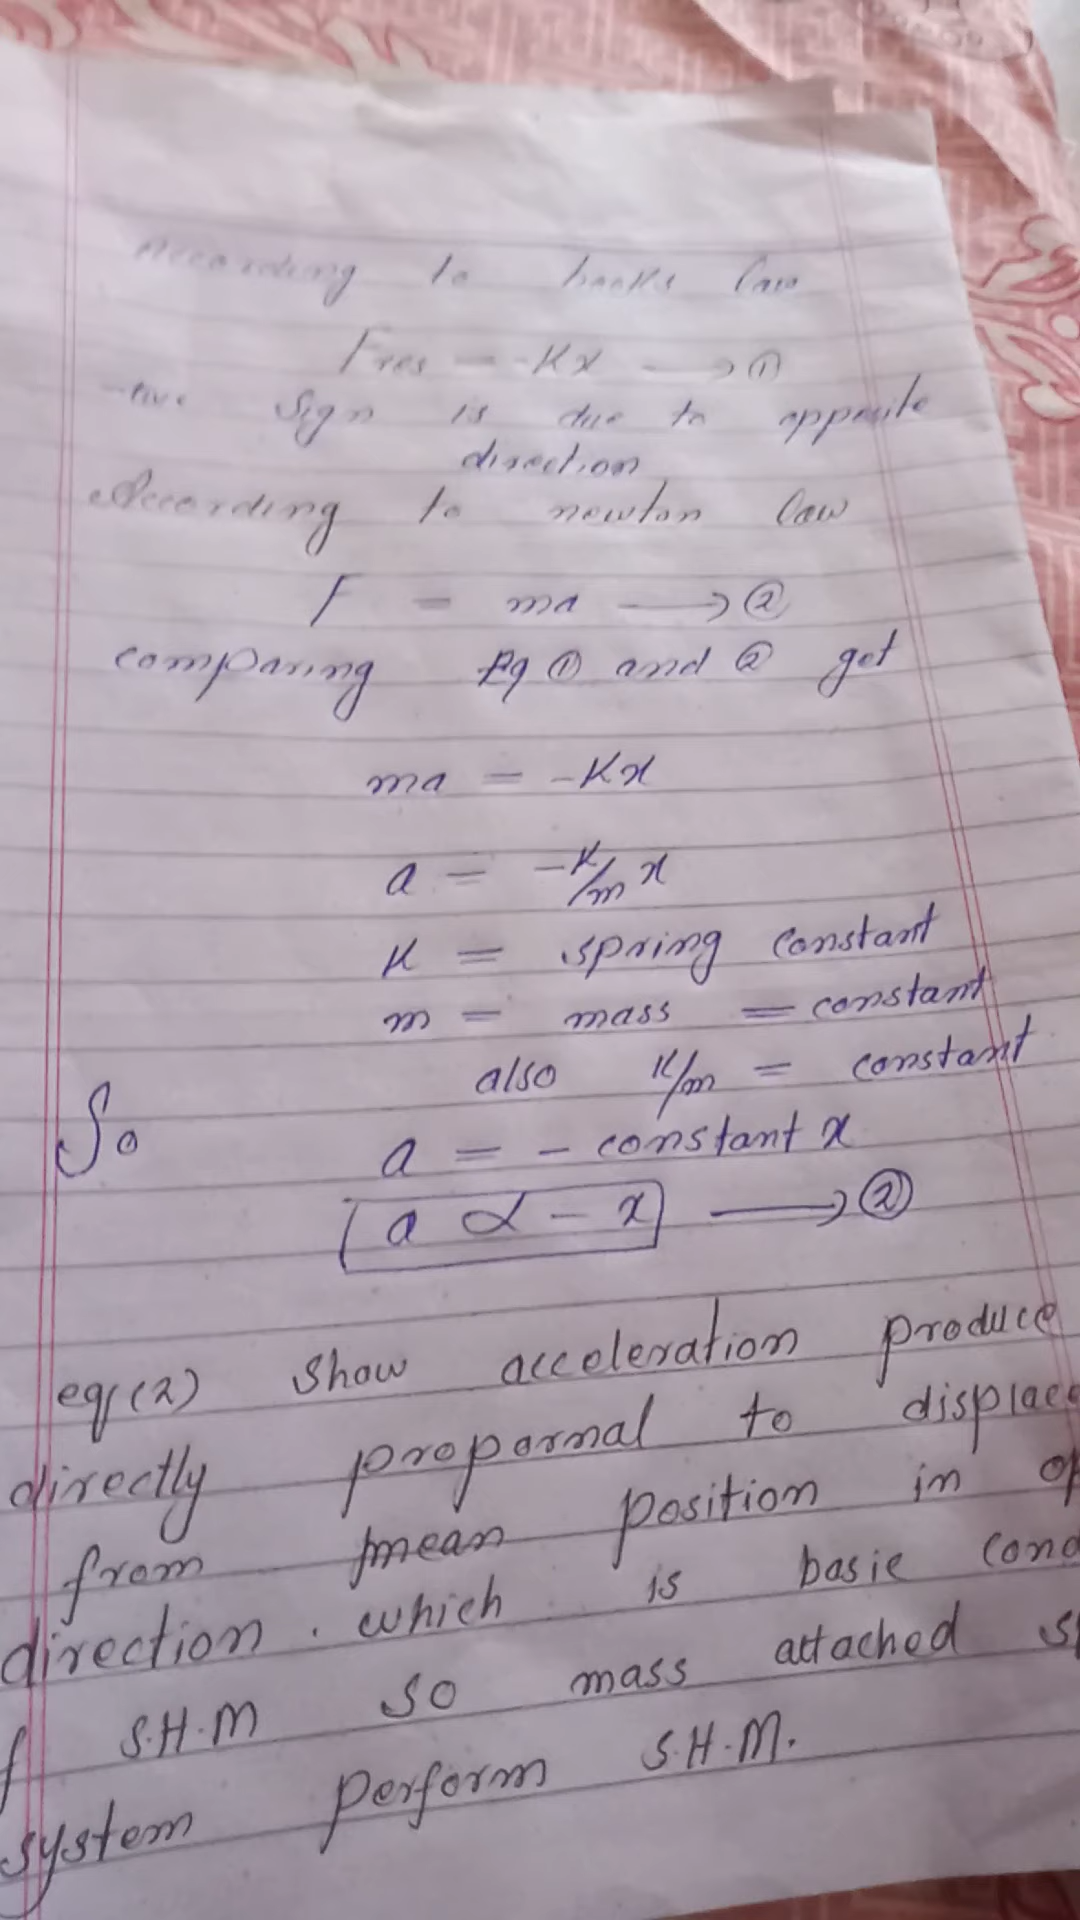 According to hooks law
Fres = -Kx → ①
-tive sign is due to opposite
direction
According to newton law
F = ma → ②
comparing Eq ① and ② get
ma = -Kx
a = -K/m x
K = spring constant
m = mass = constant
also K/m = constant
So a = - constant x
a α - x → ②
eq(2) Show acceleration produce
directly propornal to displace
from mean position in op
direction. which is basic cond
f S.H.M so mass attached sp
system perform S.H.M.